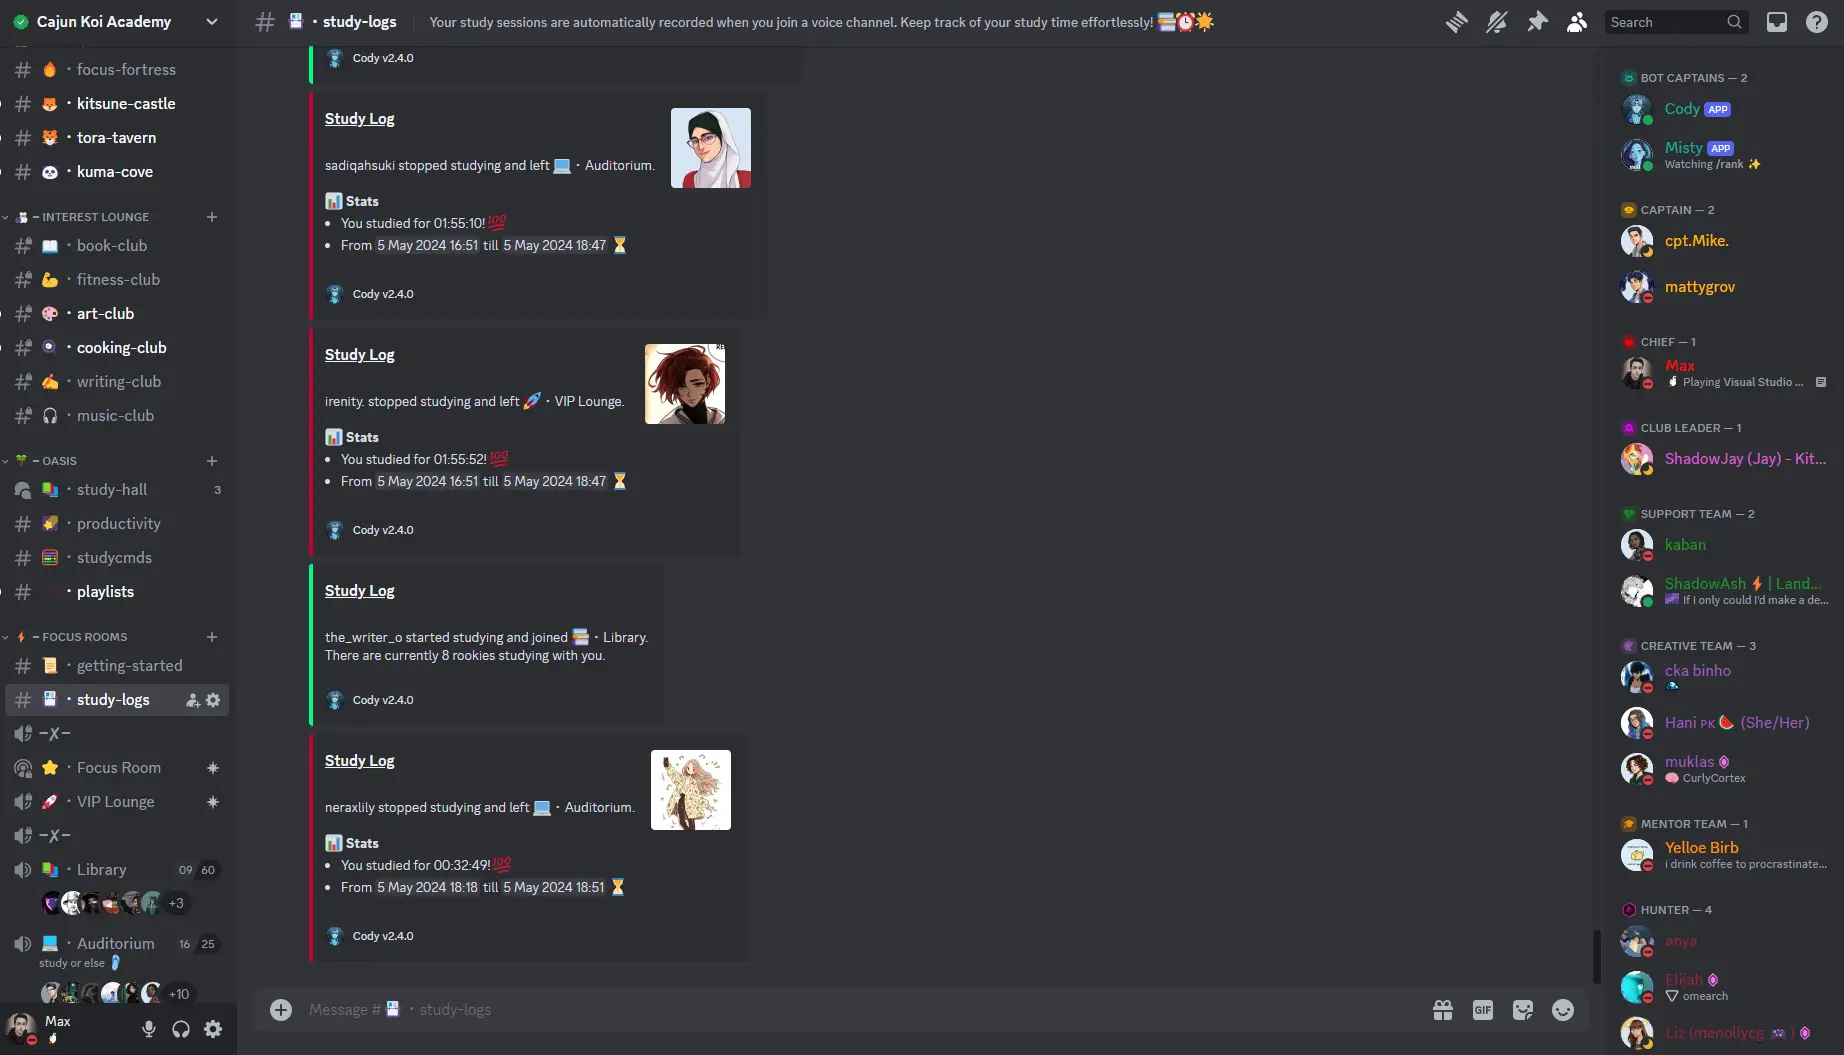 Cajun Koi Academy
focus-fortress
kitsune-castle
tora-tavern
kuma-cove
INTEREST LOUNGE
book-club
fitness-club
art-club
cooking-club
writing-club
music-club
OASIS
study-hall 3
productivity
studycmds
playlists
FOCUS ROOMS
getting-started
study-logs
-X-
Focus Room
VIP Lounge
-X-
Library 09 60
+3
Auditorium 16 25
study or else
+10
Max
study-logs
Your study sessions are automatically recorded when you join a voice channel. Keep track of your study time effortlessly!
Search
Cody v2.4.0
Study Log
sadiqahsuki stopped studying and left 💻・Auditorium.
📊 Stats
• You studied for 01:55:10!💯
• From 5 May 2024 16:51 till 5 May 2024 18:47 ⏳
Cody v2.4.0
Study Log
irenity. stopped studying and left 🚀・VIP Lounge.
📊 Stats
• You studied for 01:55:52!💯
• From 5 May 2024 16:51 till 5 May 2024 18:47 ⏳
Cody v2.4.0
Study Log
the_writer_o started studying and joined 📚・Library.
There are currently 8 rookies studying with you.
Cody v2.4.0
Study Log
neraxlily stopped studying and left 💻・Auditorium.
📊 Stats
• You studied for 00:32:49!💯
• From 5 May 2024 18:18 till 5 May 2024 18:51 ⏳
Cody v2.4.0
Message #・study-logs
GIF
BOT CAPTAINS — 2
Cody APP
Misty APP
Watching /rank ✨
CAPTAIN — 2
cpt.Mike.
mattygrov
CHIEF — 1
Max
Playing Visual Studio ...
CLUB LEADER — 1
ShadowJay (Jay) - Kit...
SUPPORT TEAM — 2
kaban
ShadowAsh ⚡ | Land...
If I only could I'd make a de...
CREATIVE TEAM — 3
cka binho
Hani ᴘᴋ🍉 (She/Her)
muklas
🧠 CurlyCortex
MENTOR TEAM — 1
Yelloe Birb
i drink coffee to procrastinate...
HUNTER — 4
anya
Elijah
omearch
Liz (menollycg 🎮 )